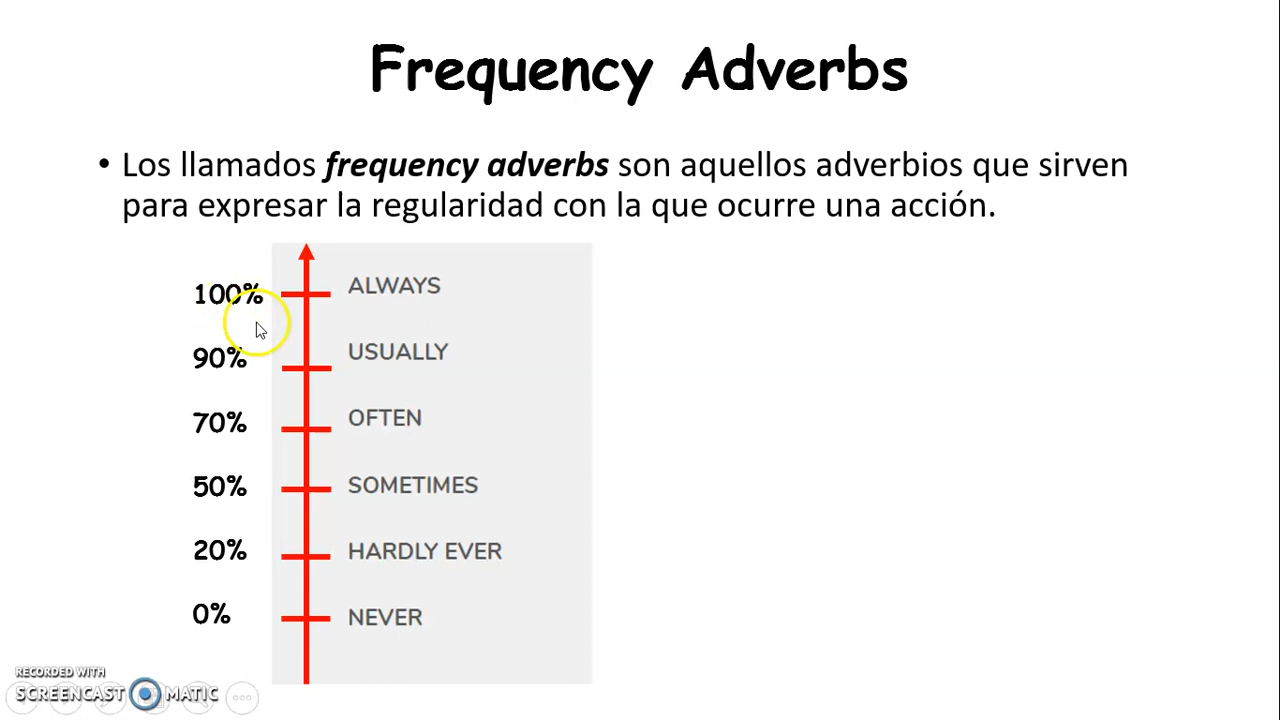 Frequency Adverbs
• Los llamados frequency adverbs son aquellos adverbios que sirven
para expresar la regularidad con la que ocurre una acción.
100% ALWAYS
90% USUALLY
70% OFTEN
50% SOMETIMES
20% HARDLY EVER
0% NEVER
RECORDED WITH
SCREENCAST MATIC